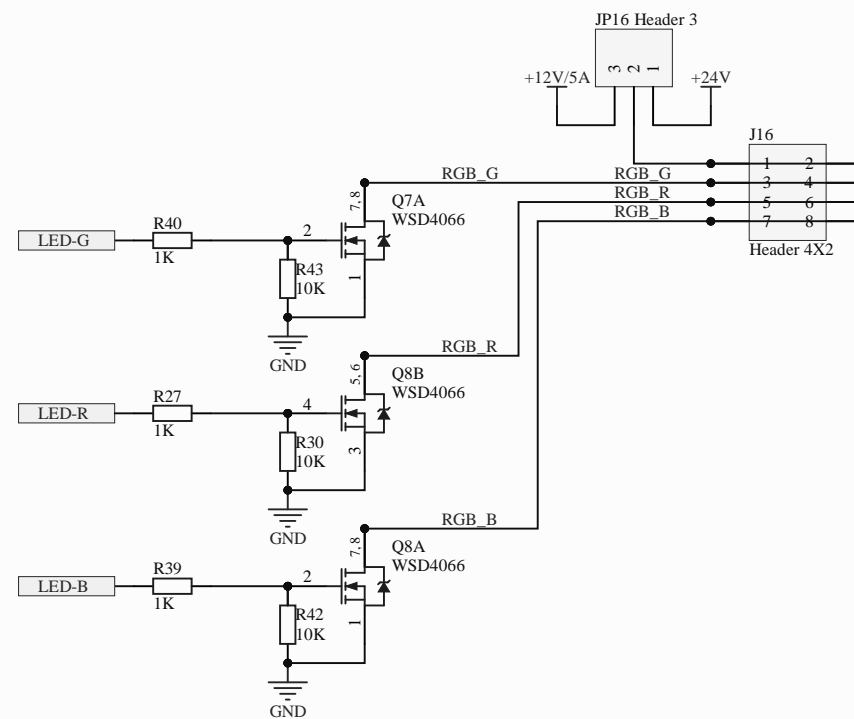 JP16 Header 3
3 2 1
+12V/5A
+24V
J16
1 2
3 4
5 6
7 8
Header 4X2
RGB_G
RGB_G
RGB_R
RGB_B
7, 8
Q7A
WSD4066
LED-G
R40
1K
2
R43
10K
1
GND
RGB_R
5, 6
Q8B
WSD4066
LED-R
R27
1K
4
R30
10K
3
GND
RGB_B
7, 8
Q8A
WSD4066
LED-B
R39
1K
2
R42
10K
1
GND